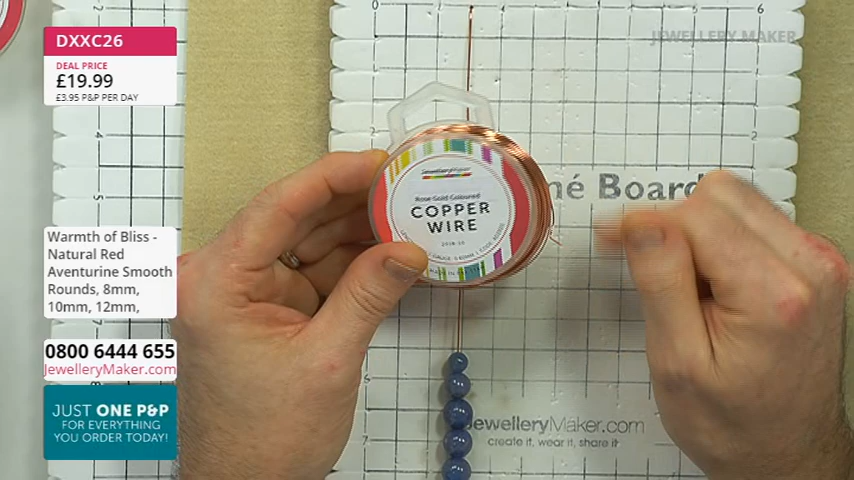 DXXC26
DEAL PRICE
£19.99
£3.95 P&P PER DAY
Warmth of Bliss -
Natural Red
Aventurine Smooth
Rounds, 8mm,
10mm, 12mm,
0800 6444 655
JewelleryMaker.com
JUST ONE P&P
FOR EVERYTHING
YOU ORDER TODAY!
JEWELLERY MAKER
6
JewelleryMaker
Rose Gold Coloured
COPPER
WIRE
né Board
JewelleryMaker.com
create it, wear it, share it